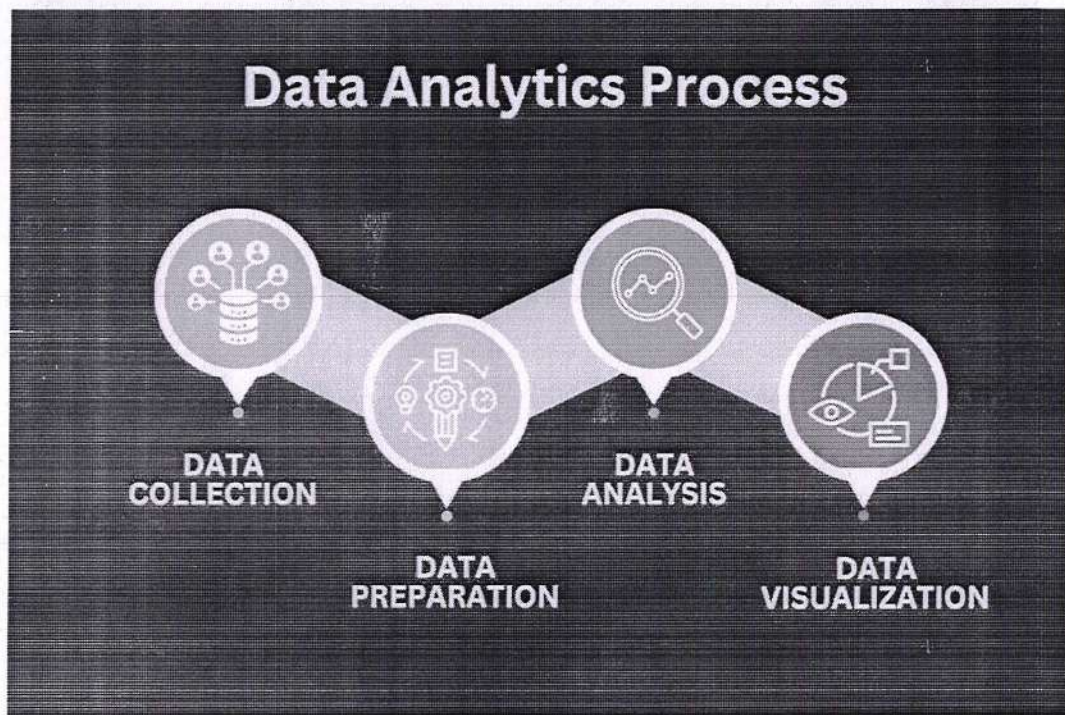 Data Analytics Process
DATA
COLLECTION
DATA
PREPARATION
DATA
ANALYSIS
DATA
VISUALIZATION